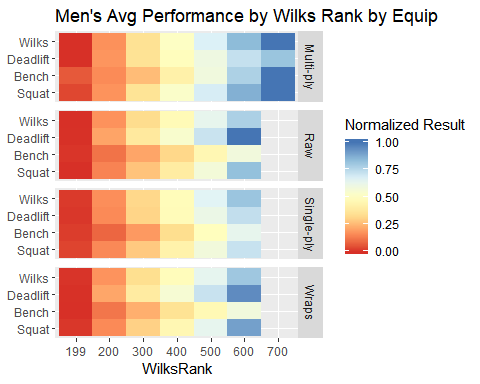 Men's Avg Performance by Wilks Rank by Equip
Wilks
Deadlift
Bench
Squat
Multi-ply
Wilks
Deadlift
Bench
Squat
Raw
Wilks
Deadlift
Bench
Squat
Single-ply
Wilks
Deadlift
Bench
Squat
Wraps
199 200 300 400 500 600 700
WilksRank
Normalized Result
1.00
0.75
0.50
0.25
0.00